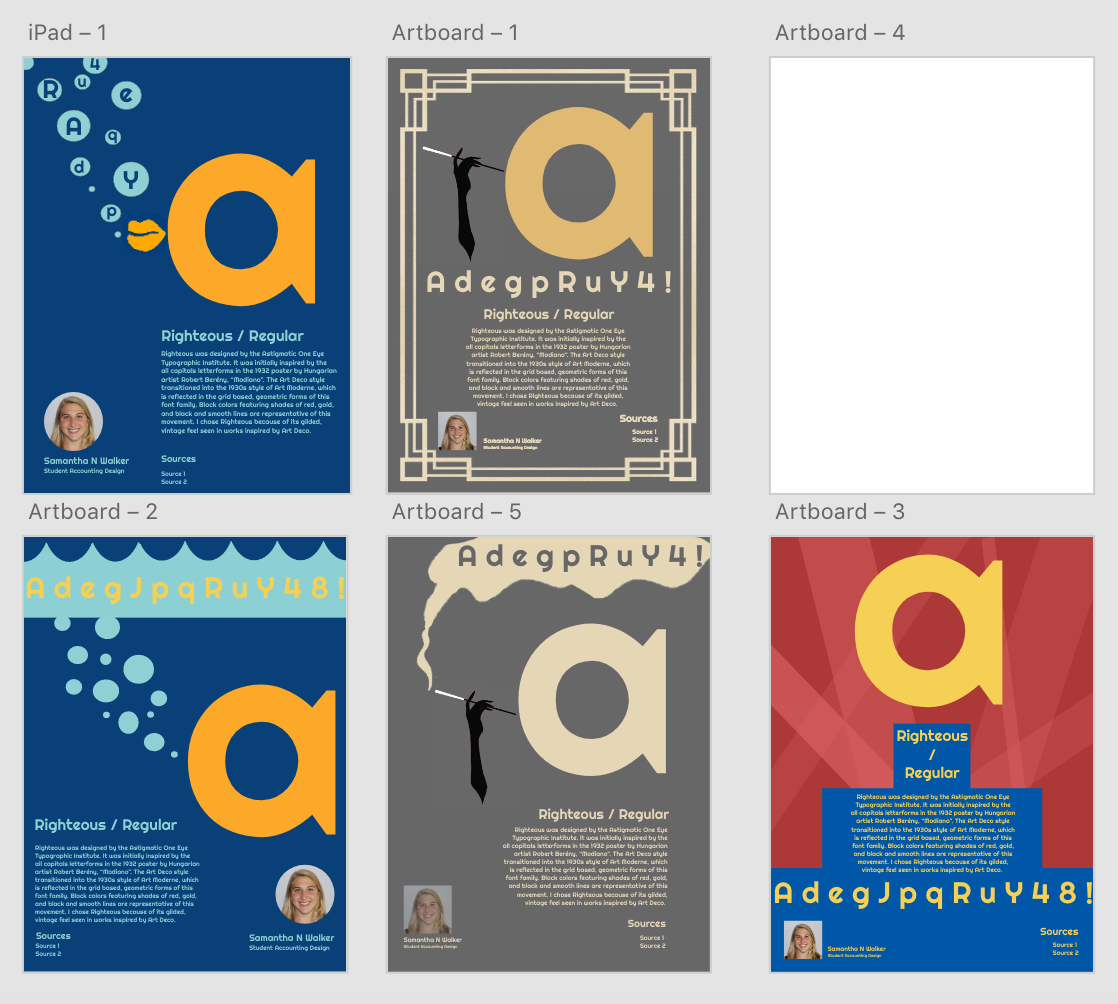 iPad – 1
4
R
u
e
A
q
d
Y
p
a
Righteous / Regular
Righteous was designed by the Astigmatic One Eye
Typographic Institute. It was initially inspired by the
all capitals letterforms in the 1932 poster by Hungarian
artist Robert Berény, "Modiano". The Art Deco style
transitioned into the 1930s style of Art Moderne, which
is reflected in the grid based, geometric forms of this
font family. Block colors featuring shades of red, gold,
and black and smooth lines are representative of this
movement. I chose Righteous because of its gilded,
vintage feel seen in works inspired by Art Deco.
Samantha N Walker
Student Accounting Design
Sources
Source 1
Source 2
Artboard – 1
a
AdegpRuY4!
Righteous / Regular
Righteous was designed by the Astigmatic One Eye
Typographic Institute. It was initially inspired by the
all capitals letterforms in the 1932 poster by Hungarian
artist Robert Berény, "Modiano". The Art Deco style
transitioned into the 1930s style of Art Moderne, which
is reflected in the grid based, geometric forms of this
font family. Block colors featuring shades of red, gold,
and black and smooth lines are representative of this
movement. I chose Righteous because of its gilded,
vintage feel seen in works inspired by Art Deco.
Sources
Source 1
Source 2
Samantha N Walker
Student Accounting Design
Artboard – 4
Artboard – 2
AdegJpqRuY48!
a
Righteous / Regular
Righteous was designed by the Astigmatic One Eye
Typographic Institute. It was initially inspired by the
all capitals letterforms in the 1932 poster by Hungarian
artist Robert Berény, "Modiano". The Art Deco style
transitioned into the 1930s style of Art Moderne, which
is reflected in the grid based, geometric forms of this
font family. Block colors featuring shades of red, gold,
and black and smooth lines are representative of this
movement. I chose Righteous because of its gilded,
vintage feel seen in works inspired by Art Deco.
Sources
Source 1
Source 2
Samantha N Walker
Student Accounting Design
Artboard – 5
AdegpRuY4!
a
Righteous / Regular
Righteous was designed by the Astigmatic One Eye
Typographic Institute. It was initially inspired by the
all capitals letterforms in the 1932 poster by Hungarian
artist Robert Berény, "Modiano". The Art Deco style
transitioned into the 1930s style of Art Moderne, which
is reflected in the grid based, geometric forms of this
font family. Block colors featuring shades of red, gold,
and black and smooth lines are representative of this
movement. I chose Righteous because of its gilded,
vintage feel seen in works inspired by Art Deco.
Sources
Source 1
Source 2
Samantha N Walker
Student Accounting Design
Artboard – 3
a
Righteous
/
Regular
Righteous was designed by the Astigmatic One Eye
Typographic Institute. It was initially inspired by the
all capitals letterforms in the 1932 poster by Hungarian
artist Robert Berény, "Modiano". The Art Deco style
transitioned into the 1930s style of Art Moderne, which
is reflected in the grid based, geometric forms of this
font family. Block colors featuring shades of red, gold,
and black and smooth lines are representative of this
movement. I chose Righteous because of its gilded,
vintage feel seen in works inspired by Art Deco.
AdegJpqRuY48!
Sources
Source 1
Source 2
Samantha N Walker
Student Accounting Design